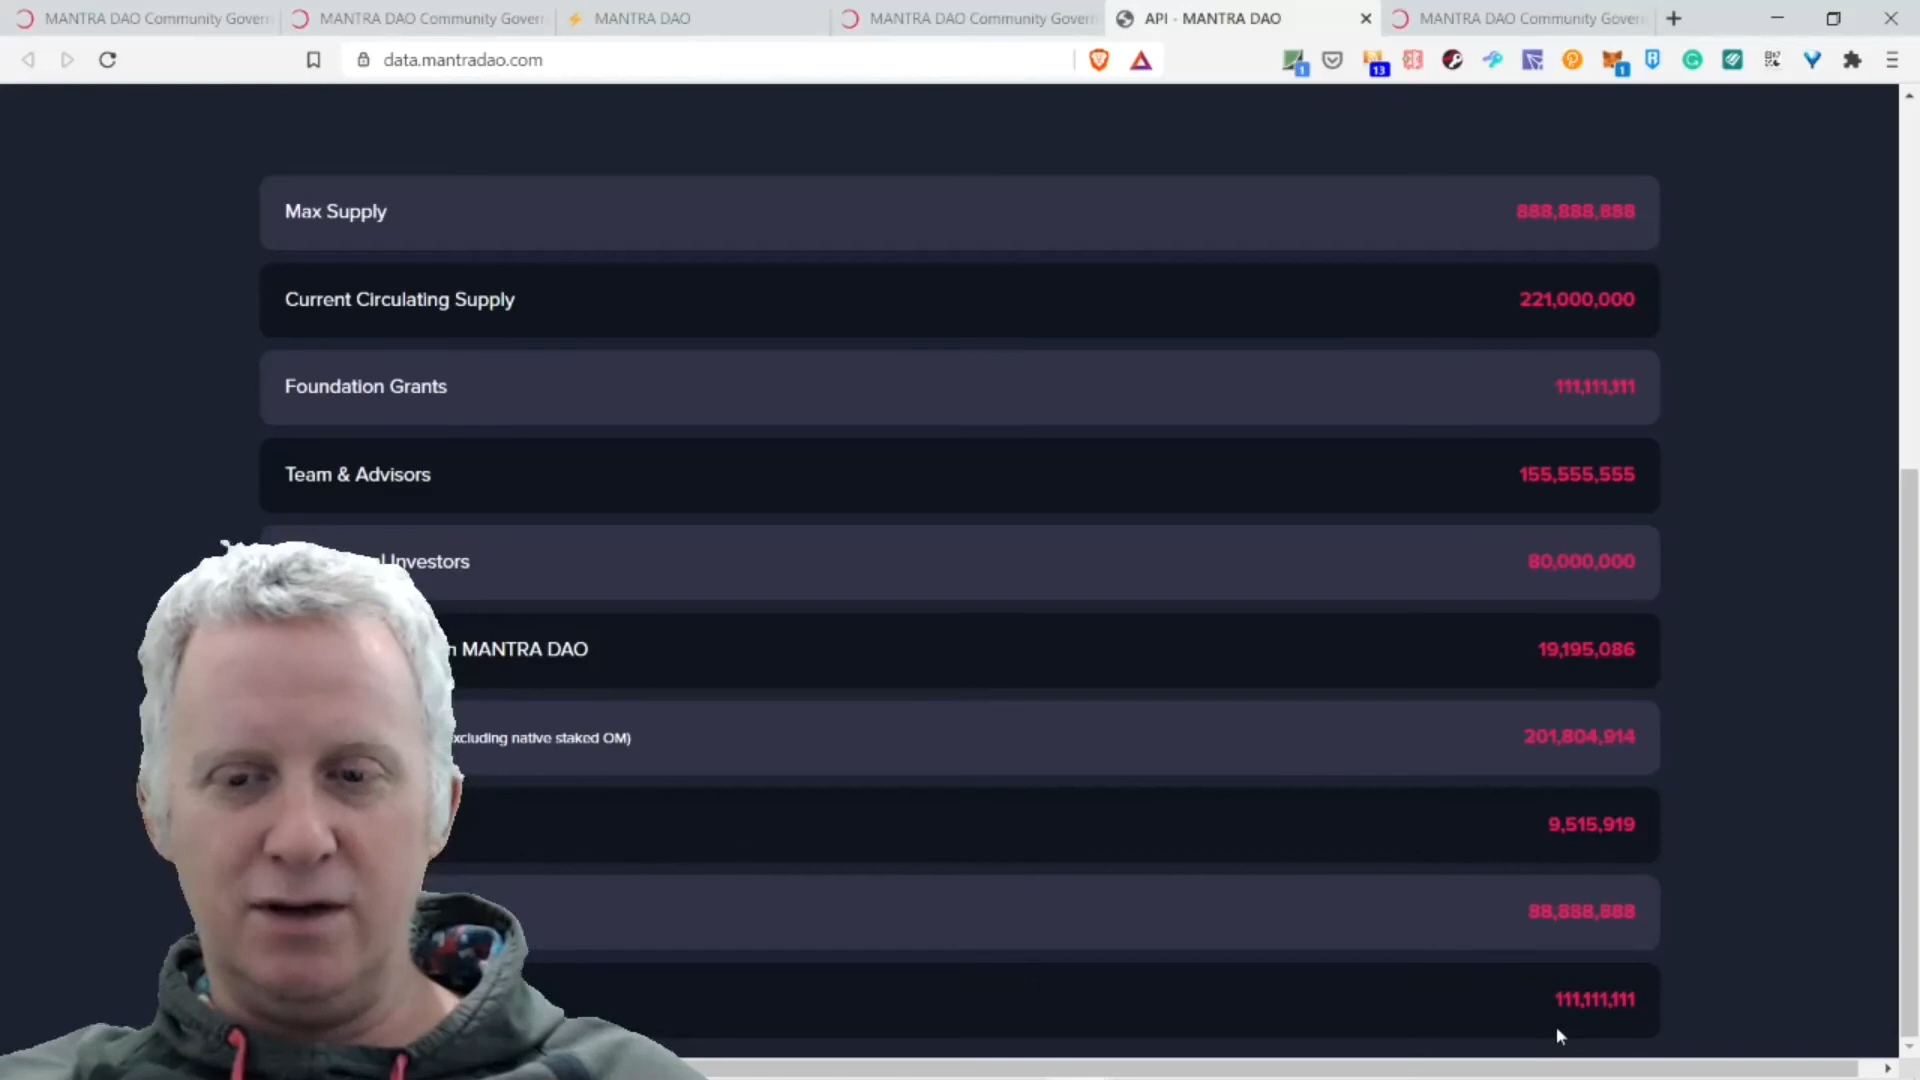 MANTRA DAO Community Govern
MANTRA DAO Community Govern
MANTRA DAO
MANTRA DAO Community Govern
API - MANTRA DAO
MANTRA DAO Community Govern
data.mantradao.com
1
13
1
Max Supply
888,888,888
Current Circulating Supply
221,000,000
Foundation Grants
111,111,111
Team & Advisors
155,555,555
Investors
80,000,000
MANTRA DAO
19,195,086
xcluding native staked OM)
201,804,914
9,515,919
88,888,888
111,111,111